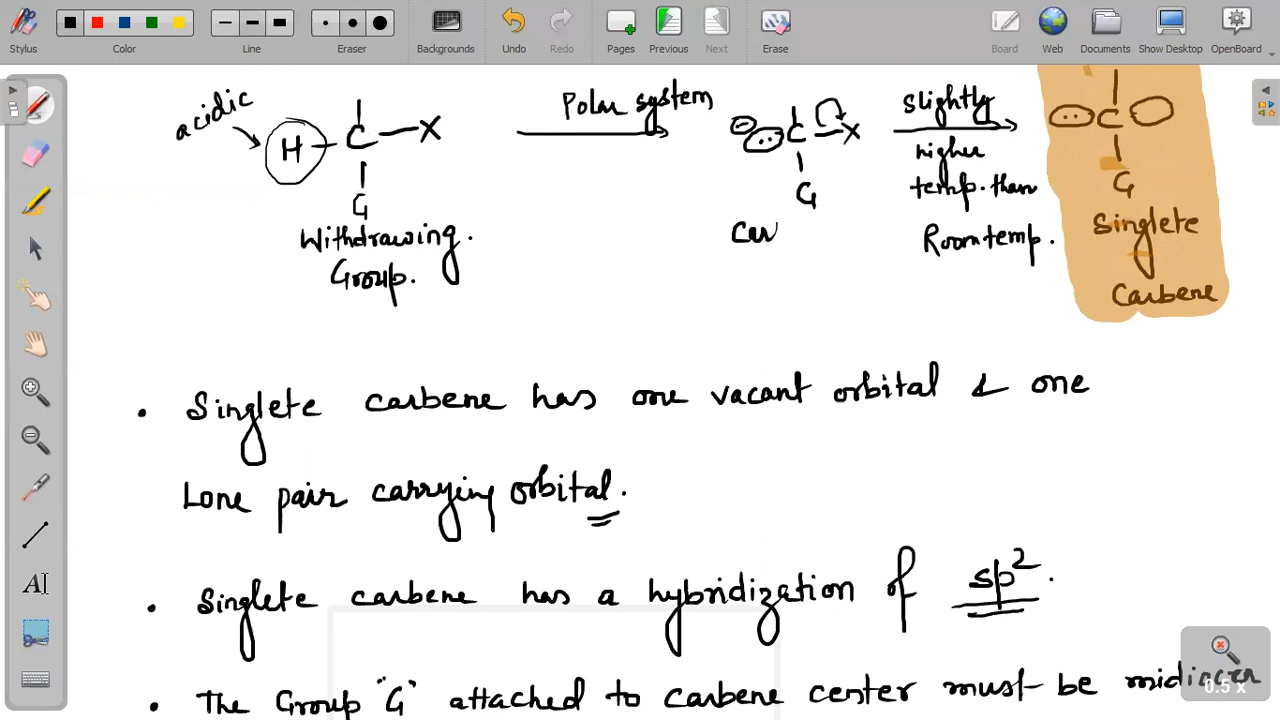 Stylus Color Line Eraser Backgrounds Undo Redo Pages Previous Next Erase Board Web Documents Show Desktop OpenBoard
acidic
H C X
G
Withdrawing
Group.
Polar system
C X
G
Car
slightly
higher
temp. than
Room temp.
C
G
Singlete
Carbene
• Singlete carbene has one vacant orbital & one
Lone pair carrying orbital.
• Singlete carbene has a hybridization of sp²
• The Group "G" attached to carbene center must be
0.5 x